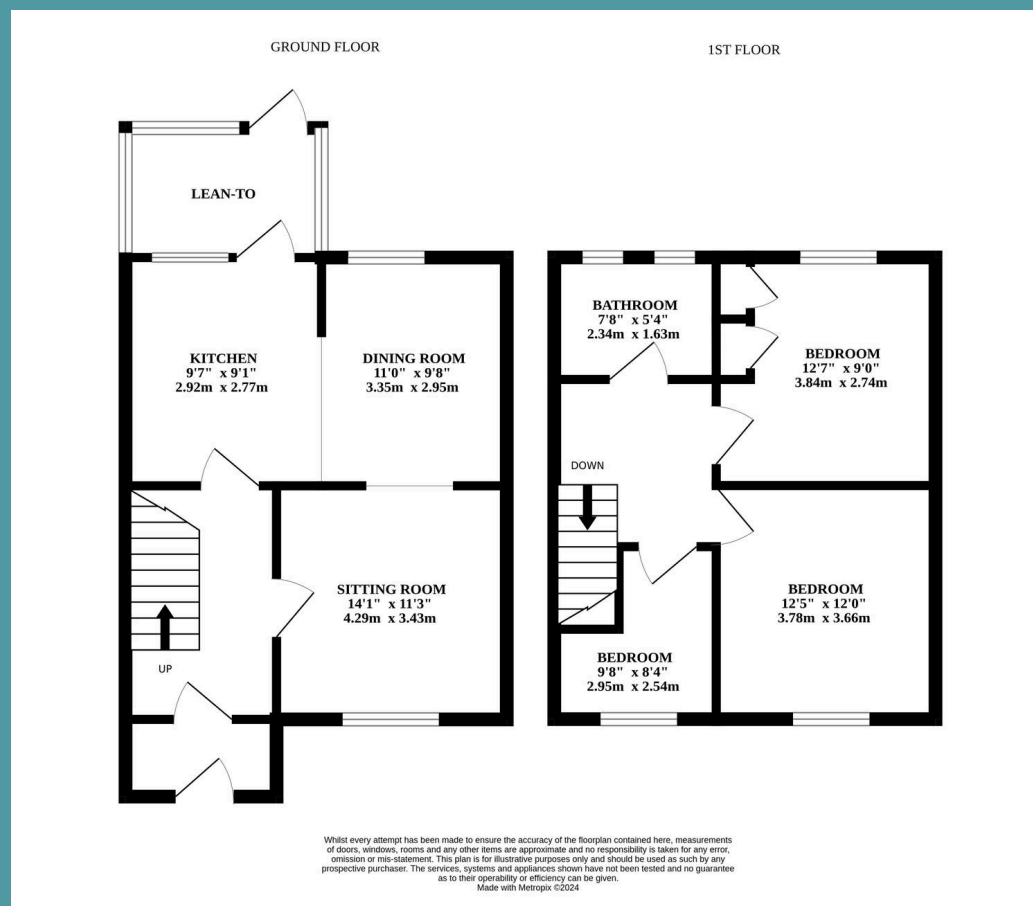 GROUND FLOOR
1ST FLOOR
LEAN-TO
KITCHEN
9'7" x 9'1"
2.92m x 2.77m
DINING ROOM
11'0" x 9'8"
3.35m x 2.95m
UP
SITTING ROOM
14'1" x 11'3"
4.29m x 3.43m
BATHROOM
7'8" x 5'4"
2.34m x 1.63m
BEDROOM
12'7" x 9'0"
3.84m x 2.74m
DOWN
BEDROOM
12'5" x 12'0"
3.78m x 3.66m
BEDROOM
9'8" x 8'4"
2.95m x 2.54m
Whilst every attempt has been made to ensure the accuracy of the floorplan contained here, measurements
of doors, windows, rooms and any other items are approximate and no responsibility is taken for any error,
omission or mis-statement. This plan is for illustrative purposes only and should be used as such by any
prospective purchaser. The services, systems and appliances shown have not been tested and no guarantee
as to their operability or efficiency can be given.
Made with Metropix ©2024